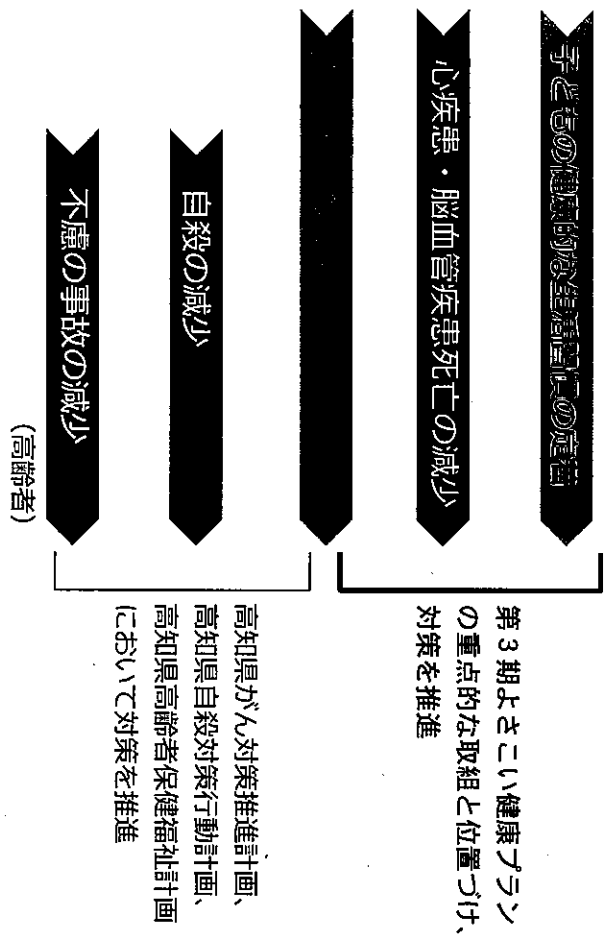 子どもの健康的な生活習慣の定着
心疾患・脳血管疾患死亡の減少
自殺の減少
不慮の事故の減少
(高齢者)
第3期よさこい健康プラン
の重点的な取組と位置づけ、
対策を推進
高知県がん対策推進計画、
高知県自殺対策行動計画、
高知県高齢者保健福祉計画
において対策を推進